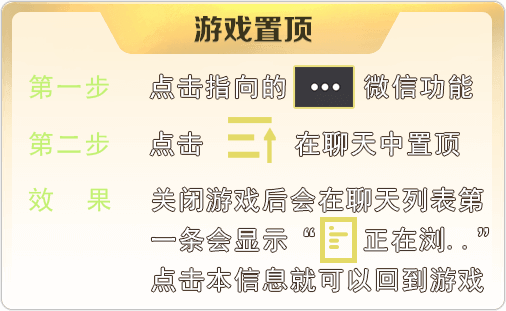 游戏置顶
第一步 点击指向的 ••• 微信功能
第二步 点击 在聊天中置顶
效 果 关闭游戏后会在聊天列表第
一条会显示“ 正在浏..”
点击本信息就可以回到游戏